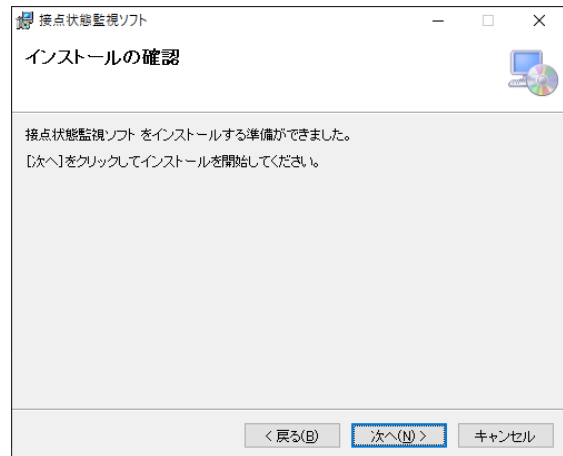 接点状態監視ソフト
インストールの確認
接点状態監視ソフト をインストールする準備ができました。
[次へ]をクリックしてインストールを開始してください。
< 戻る(B)
次へ(N) >
キャンセル